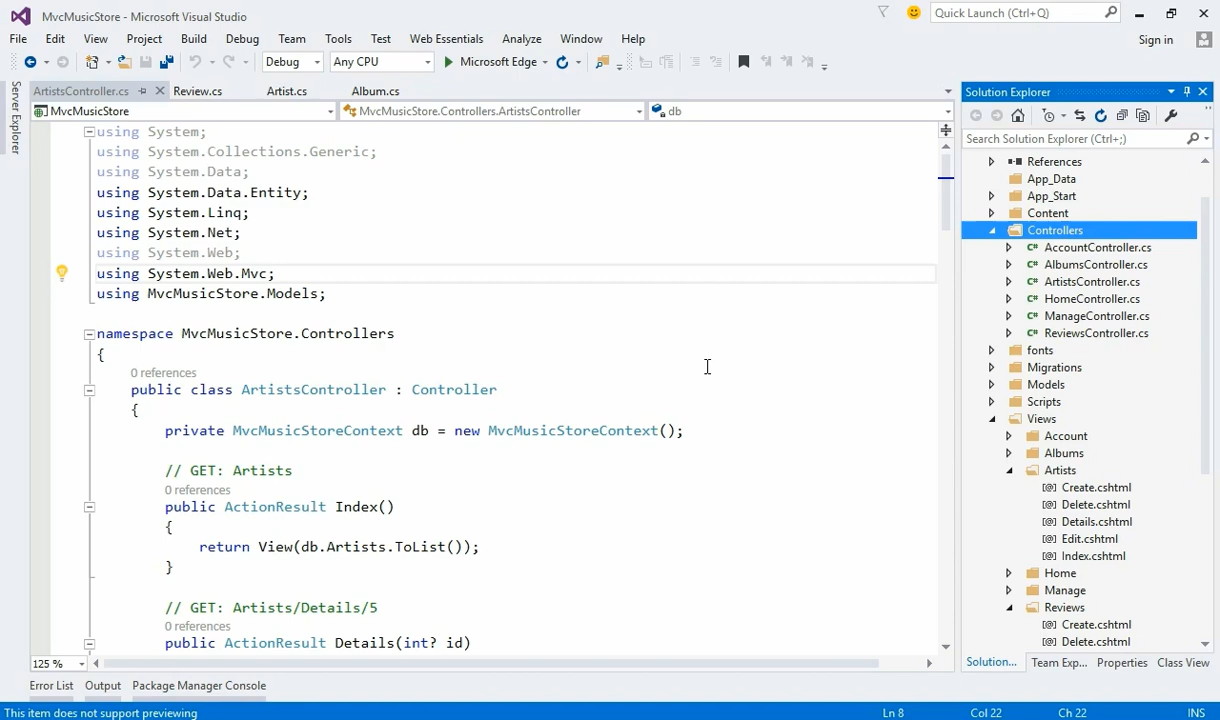 MvcMusicStore - Microsoft Visual Studio
Quick Launch (Ctrl+Q)
File Edit View Project Build Debug Team Tools Test Web Essentials Analyze Window Help
Sign in
Debug Any CPU Microsoft Edge
Server Explorer
ArtistsController.cs Review.cs Artist.cs Album.cs
MvcMusicStore MvcMusicStore.Controllers.ArtistsController db
using System;
using System.Collections.Generic;
using System.Data;
using System.Data.Entity;
using System.Linq;
using System.Net;
using System.Web;
using System.Web.Mvc;
using MvcMusicStore.Models;
namespace MvcMusicStore.Controllers
{
0 references
public class ArtistsController : Controller
{
private MvcMusicStoreContext db = new MvcMusicStoreContext();
// GET: Artists
0 references
public ActionResult Index()
{
return View(db.Artists.ToList());
}
// GET: Artists/Details/5
0 references
public ActionResult Details(int? id)
125 %
Solution Explorer
Search Solution Explorer (Ctrl+;)
References
App_Data
App_Start
Content
Controllers
C# AccountController.cs
C# AlbumsController.cs
C# ArtistsController.cs
C# HomeController.cs
C# ManageController.cs
C# ReviewsController.cs
fonts
Migrations
Models
Scripts
Views
Account
Albums
Artists
[@] Create.cshtml
[@] Delete.cshtml
[@] Details.cshtml
[@] Edit.cshtml
[@] Index.cshtml
Home
Manage
Reviews
[@] Create.cshtml
[@] Delete.cshtml
Solution... Team Exp... Properties Class View
Error List Output Package Manager Console
This item does not support previewing Ln 8 Col 22 Ch 22 INS